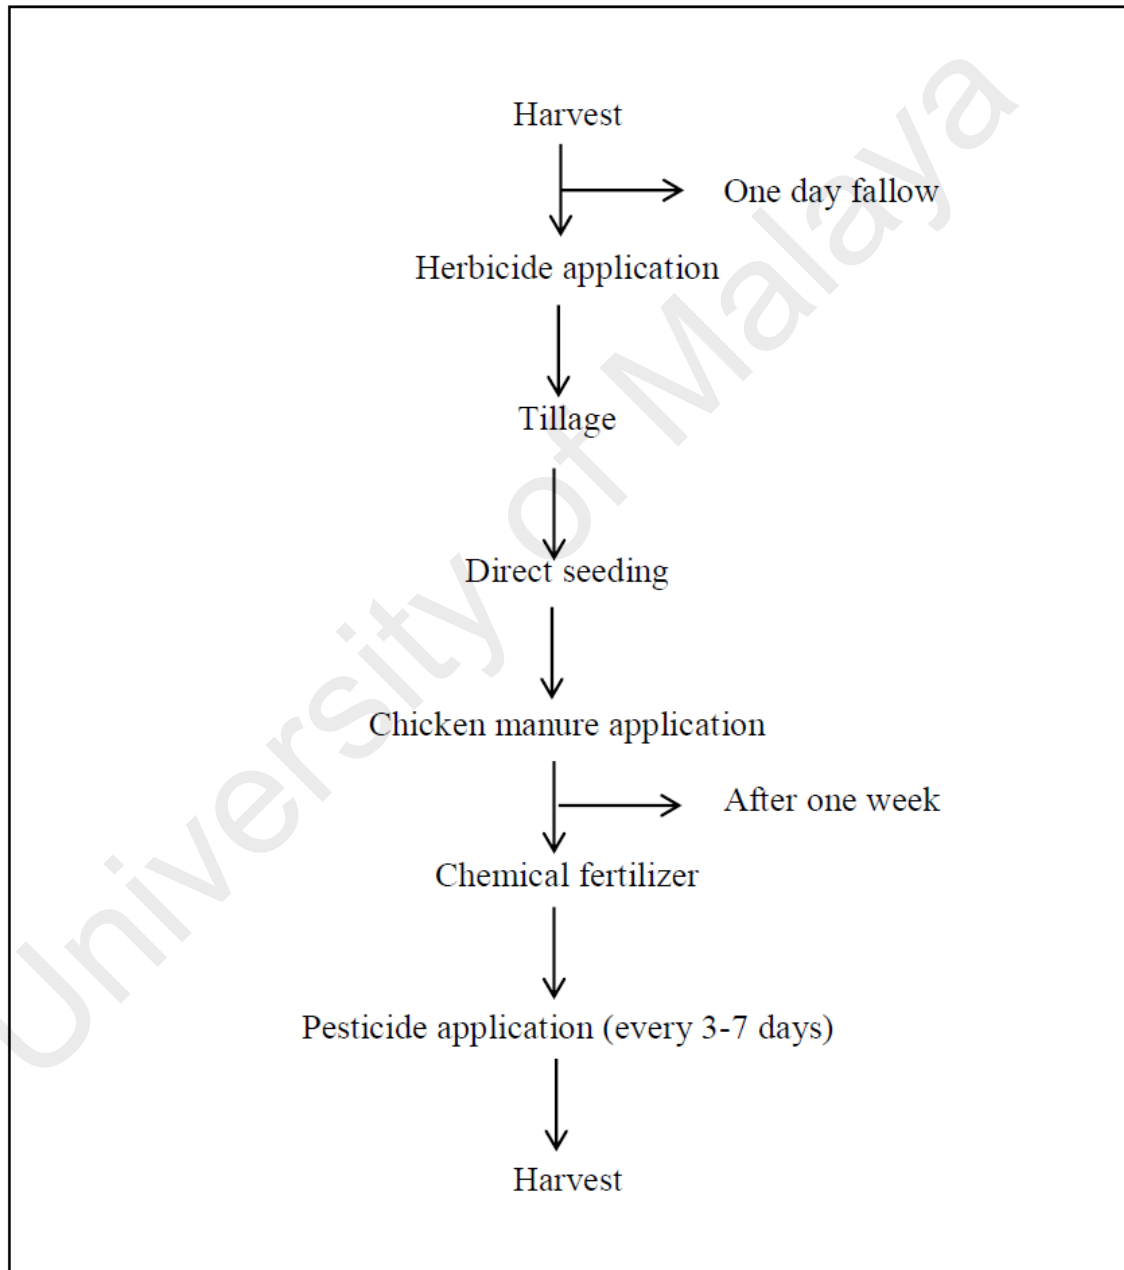 Harvest
One day fallow
Herbicide application
Tillage
Direct seeding
Chicken manure application
After one week
Chemical fertilizer
Pesticide application (every 3-7 days)
Harvest
University of Malaya